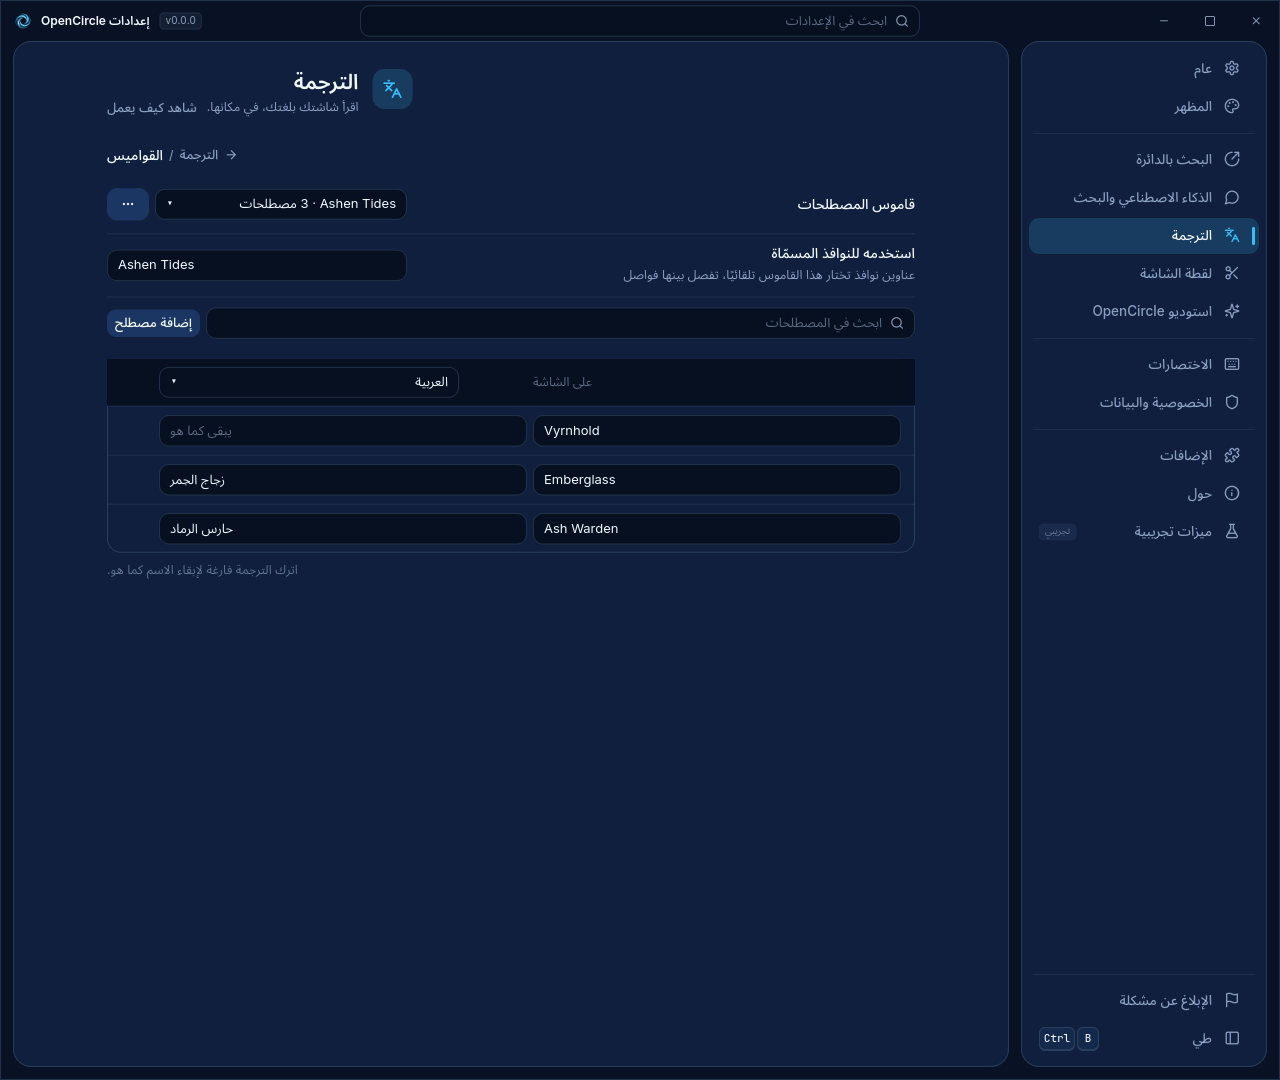 إعدادات OpenCircle
v0.0.0
ابحث في الإعدادات
عام
المظهر
البحث بالدائرة
الذكاء الاصطناعي والبحث
الترجمة
لقطة الشاشة
استوديو OpenCircle
الاختصارات
الخصوصية والبيانات
الإضافات
حول
ميزات تجريبية
تجريبي
الإبلاغ عن مشكلة
طي
Ctrl B
الترجمة
اقرأ شاشتك بلغتك، في مكانها. شاهد كيف يعمل
الترجمة / القواميس
قاموس المصطلحات
Ashen Tides · 3 مصطلحات
استخدمه للنوافذ المسمّاة
عناوين نوافذ تختار هذا القاموس تلقائيًا، تفصل بينها فواصل
Ashen Tides
ابحث في المصطلحات
إضافة مصطلح
على الشاشة
العربية
Vyrnhold
يبقى كما هو
Emberglass
زجاج الجمر
Ash Warden
حارس الرماد
اترك الترجمة فارغة لإبقاء الاسم كما هو.